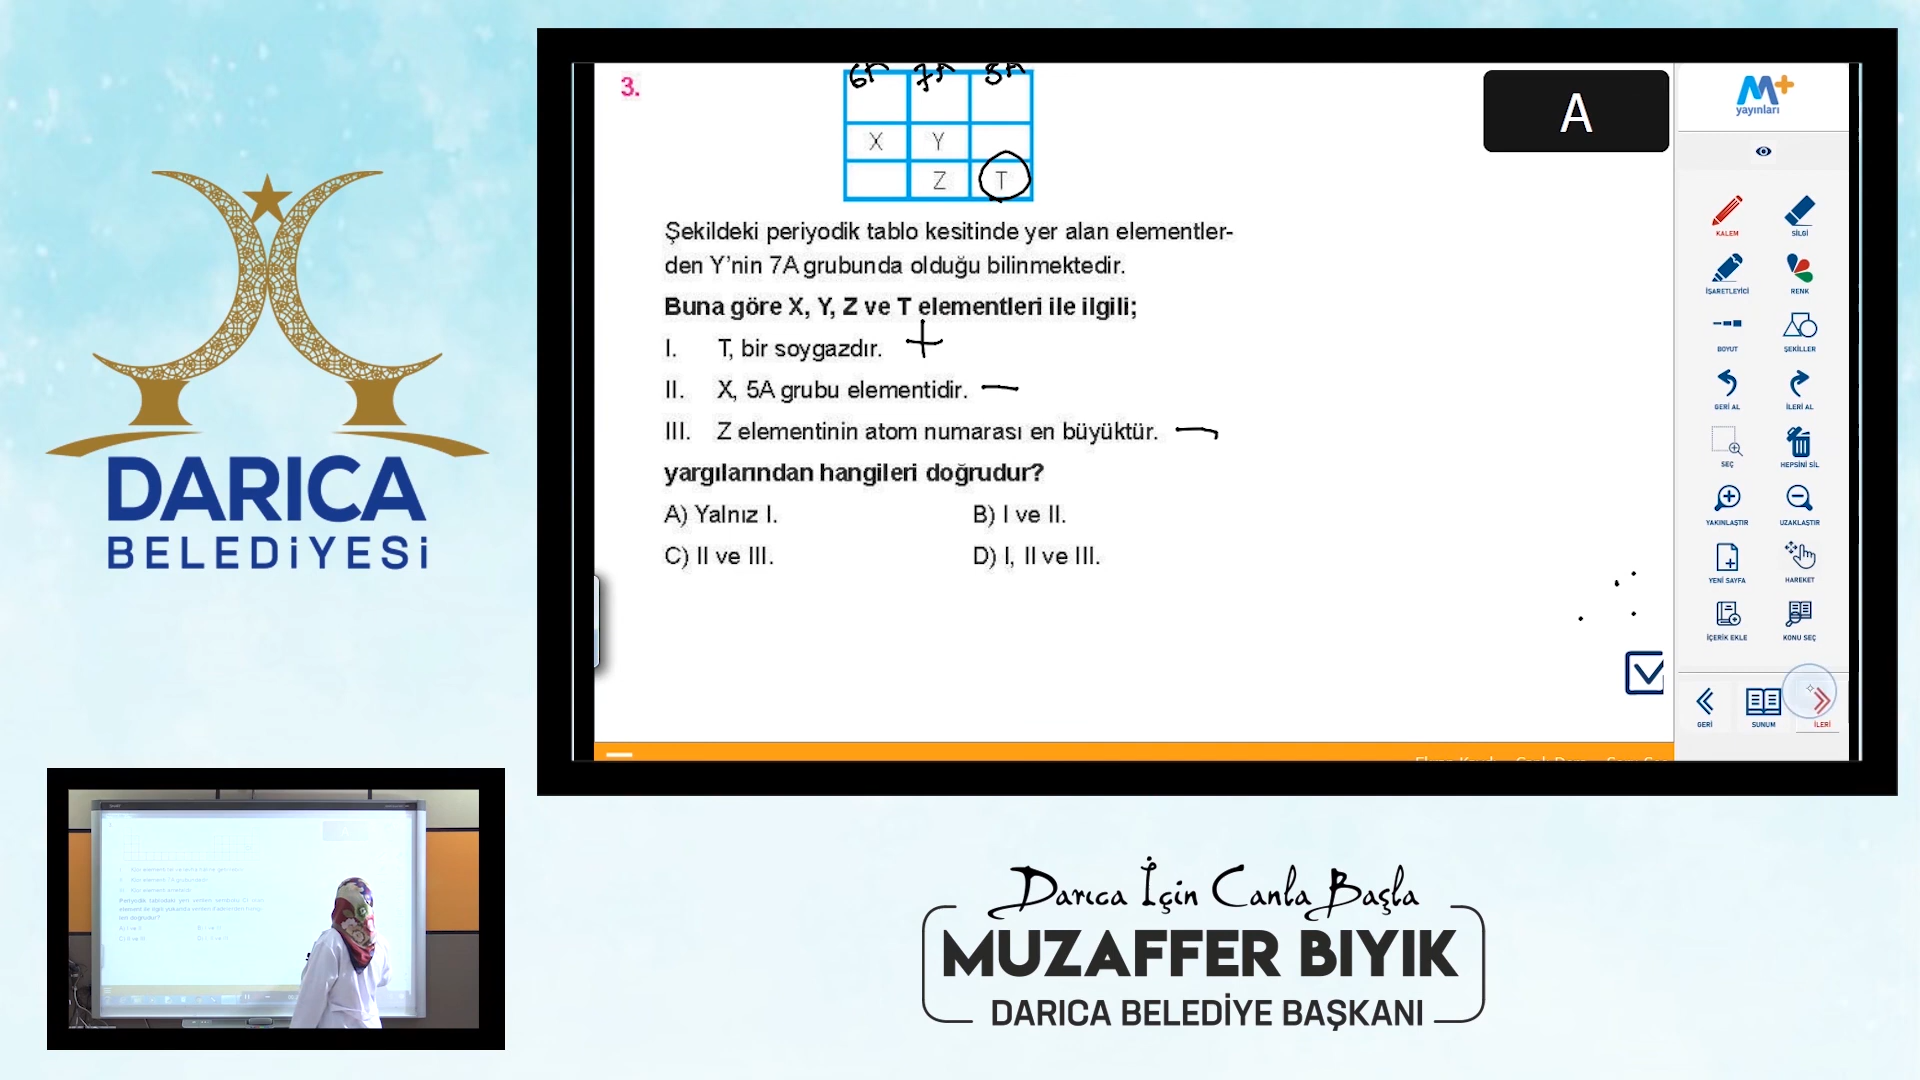 DARICA
BELEDİYESİ
3.
6A 7A 8A
X Y
Z T
Şekildeki periyodik tablo kesitinde yer alan elementler-
den Y'nin 7A grubunda olduğu bilinmektedir.
Buna göre X, Y, Z ve T elementleri ile ilgili;
I. T, bir soygazdır. +
II. X, 5A grubu elementidir. —
III. Z elementinin atom numarası en büyüktür. —
yargılarından hangileri doğrudur?
A) Yalnız I.
B) I ve II.
C) II ve III.
D) I, II ve III.
A
M+
yayınları
KALEM
SİLGİ
İŞARETLEYİCİ
RENK
BOYUT
ŞEKİLLER
GERİ AL
İLERİ AL
SEÇ
HEPSİNİ SİL
YAKINLAŞTIR
UZAKLAŞTIR
YENİ SAYFA
HAREKET
İÇERİK EKLE
KONU SEÇ
GERİ
SUNUM
İLERİ
Darıca İçin Canla Başla
MUZAFFER BIYIK
DARICA BELEDİYE BAŞKANI